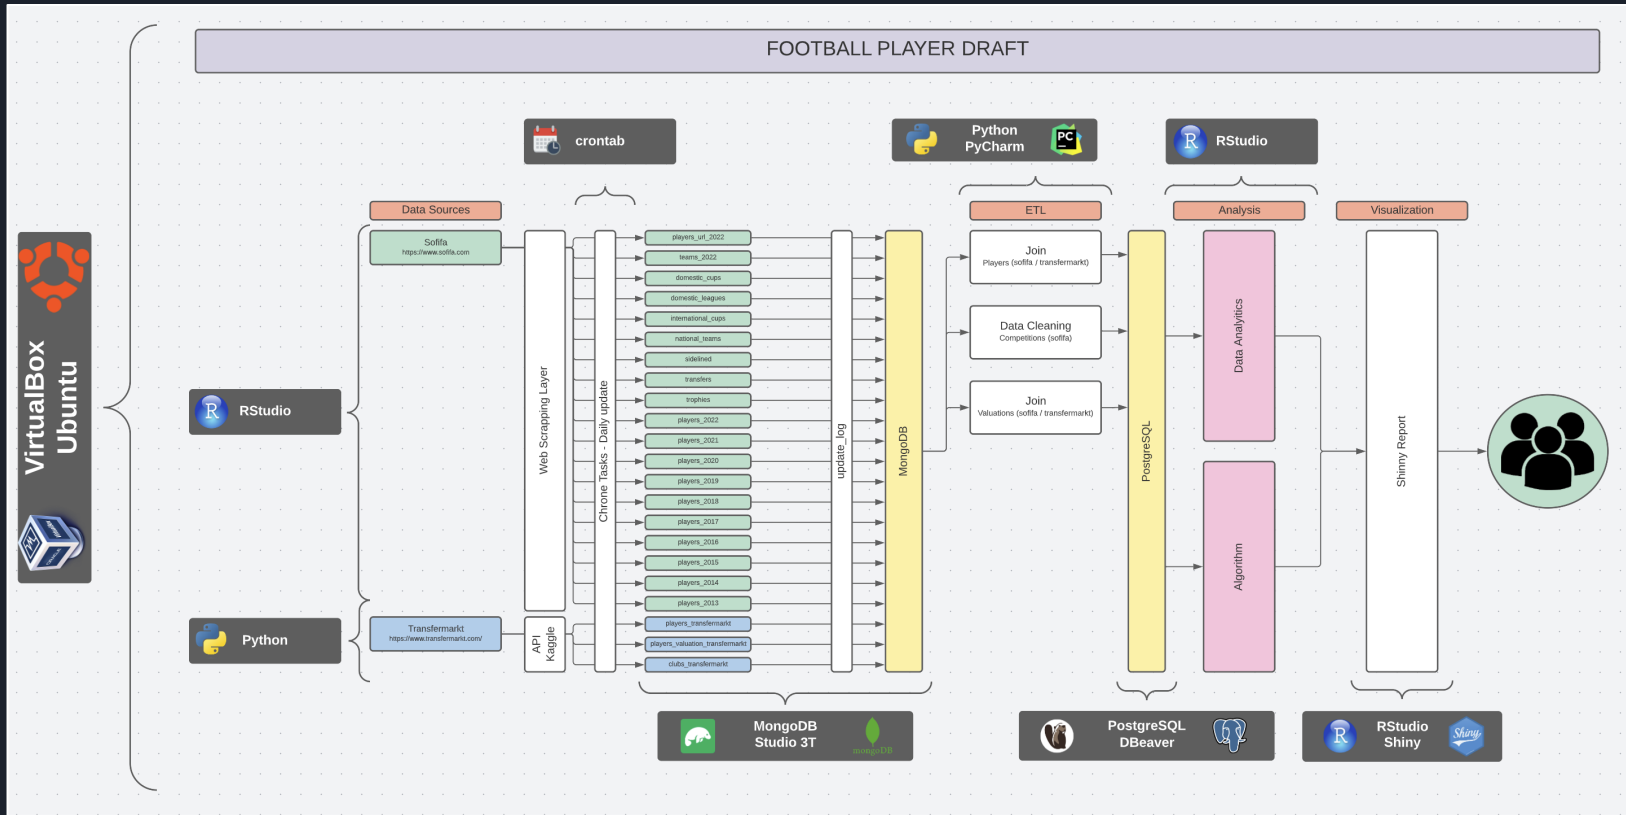 FOOTBALL PLAYER DRAFT
crontab
Python
PyCharm
PC
R
RStudio
Data Sources
ETL
Analysis
Visualization
VirtualBox
Ubuntu
R
RStudio
Python
Sofifa
https://www.sofifa.com
Transfermarkt
https://www.transfermarkt.com/
Web Scrapping Layer
API
Kaggle
Chrone Tasks - Daily update
players_url_2022
teams_2022
domestic_cups
domestic_leagues
international_cups
national_teams
sidelined
transfers
trophies
players_2022
players_2021
players_2020
players_2019
players_2018
players_2017
players_2016
players_2015
players_2014
players_2013
players_transfermarkt
players_valuation_transfermarkt
clubs_transfermarkt
update_log
MongoDB
Join
Players (sofifa / transfermarkt)
Data Cleaning
Competitions (sofifa)
Join
Valuations (sofifa / transfermarkt)
PostgreSQL
Data Analyitics
Algorithm
Shinny Report
MongoDB
Studio 3T
mongoDB
PostgreSQL
DBeaver
R
RStudio
Shiny
Shiny